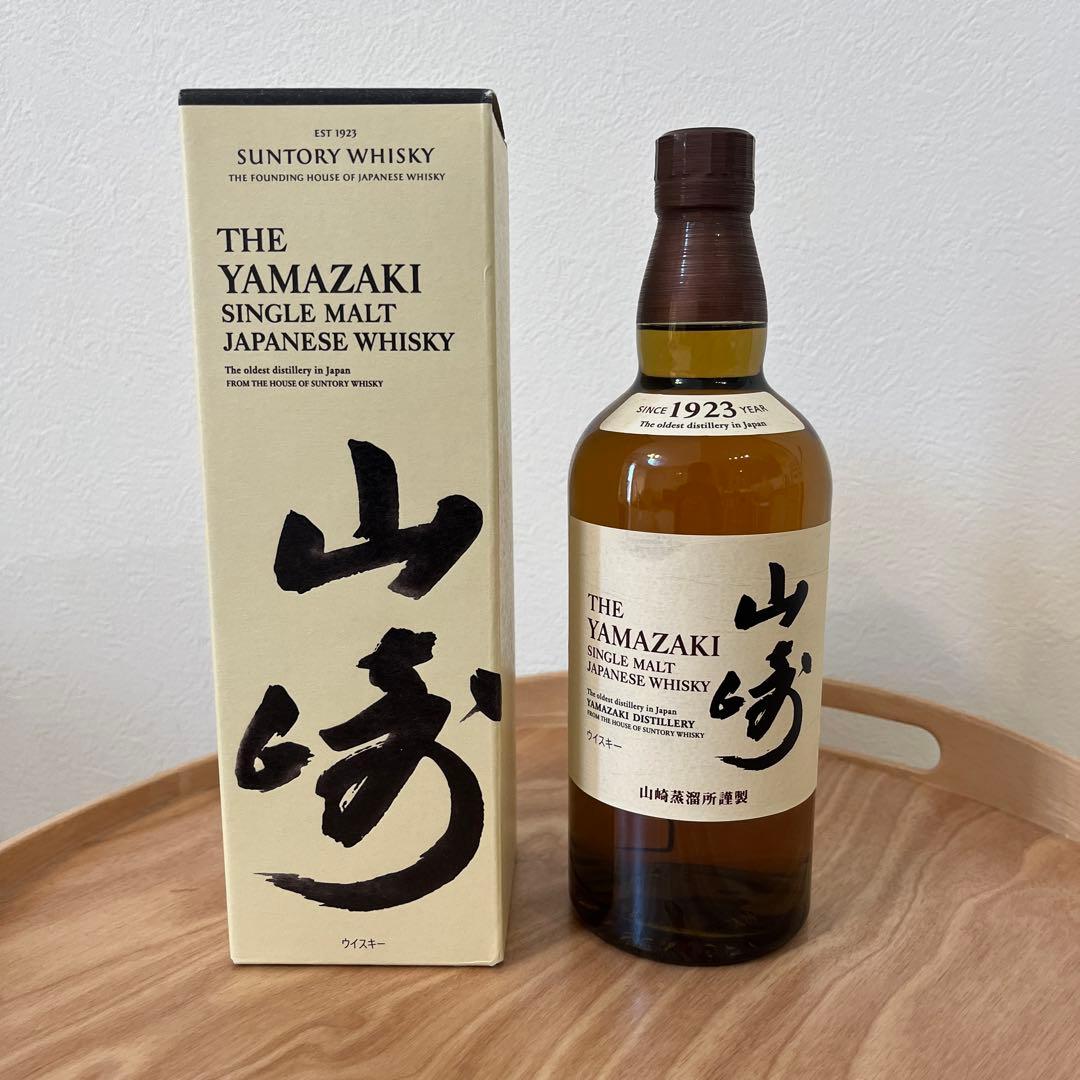 EST 1923
SUNTORY WHISKY
THE FOUNDING HOUSE OF JAPANESE WHISKY
THE
YAMAZAKI
SINGLE MALT
JAPANESE WHISKY
The oldest distillery in Japan
FROM THE HOUSE OF SUNTORY WHISKY
山
崎
ウイスキー
SINCE 1923 YEAR
The oldest distillery in Japan
THE
YAMAZAKI
SINGLE MALT
JAPANESE WHISKY
The oldest distillery in Japan
YAMAZAKI DISTILLERY
FROM THE HOUSE OF SUNTORY WHISKY
ウイスキー
山
崎
山崎蒸溜所謹製